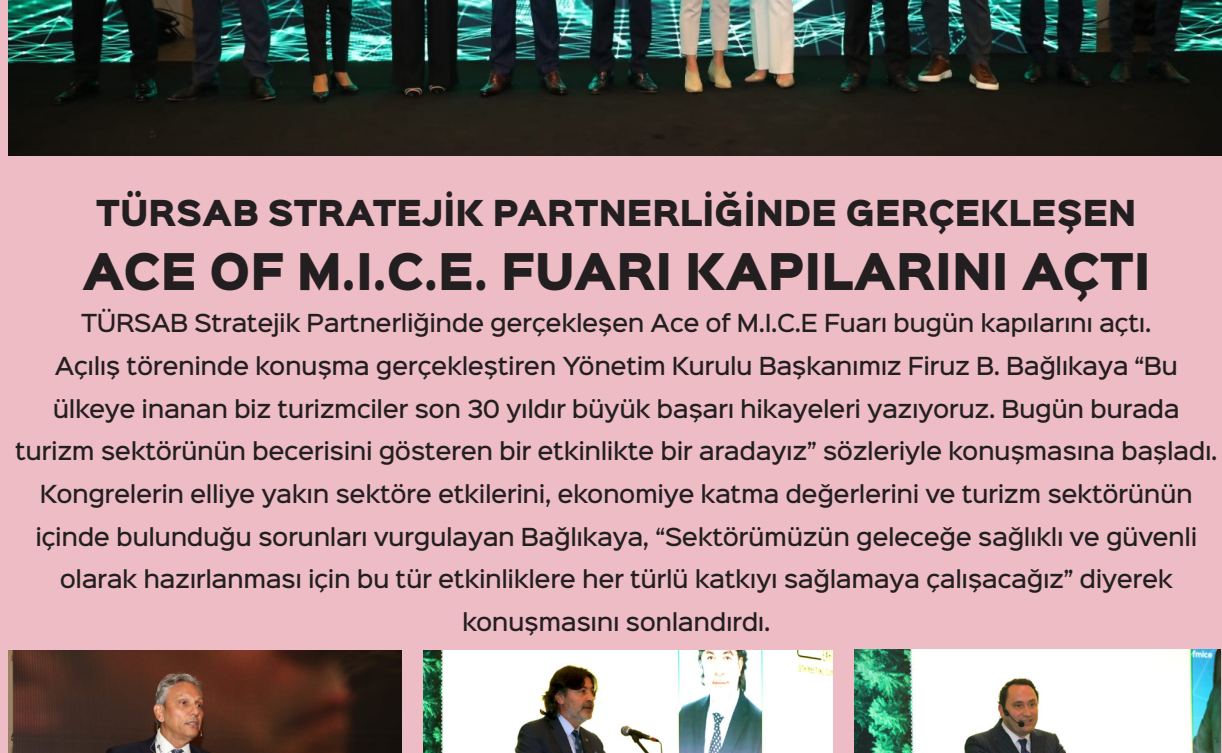 TÜRSAB STRATEJİK PARTNERLİĞİNDE GERÇEKLEŞEN
ACE OF M.I.C.E. FUARI KAPILARINI AÇTI
TÜRSAB Stratejik Partnerliğinde gerçekleşen Ace of M.I.C.E Fuarı bugün kapılarını açtı.
Açılış töreninde konuşma gerçekleştiren Yönetim Kurulu Başkanımız Firuz B. Bağlıkaya “Bu
ülkeye inanan biz turizmciler son 30 yıldır büyük başarı hikayeleri yazıyoruz. Bugün burada
turizm sektörünün becerisini gösteren bir etkinlikte bir aradayız” sözleriyle konuşmasına başladı.
Kongrelerin elliye yakın sektöre etkilerini, ekonomiye katma değerlerini ve turizm sektörünün
içinde bulunduğu sorunları vurgulayan Bağlıkaya, “Sektörümüzün geleceğe sağlıklı ve güvenli
olarak hazırlanması için bu tür etkinliklere her türlü katkıyı sağlamaya çalışacağız” diyerek
konuşmasını sonlandırdı.
fmice